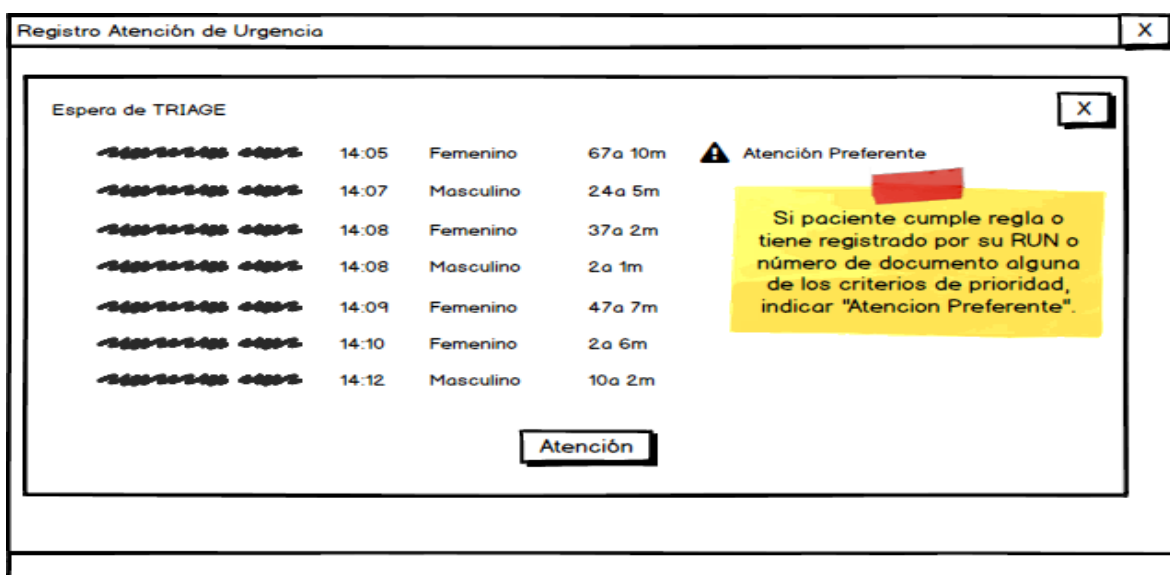 Registro Atención de Urgencia X
Espera de TRIAGE X
14:05 Femenino 67a 10m Atención Preferente
14:07 Masculino 24a 5m
14:08 Femenino 37a 2m
14:08 Masculino 2a 1m
14:09 Femenino 47a 7m
14:10 Femenino 2a 6m
14:12 Masculino 10a 2m
Si paciente cumple regla o
tiene registrado por su RUN o
número de documento alguna
de los criterios de prioridad,
indicar "Atencion Preferente".
Atención